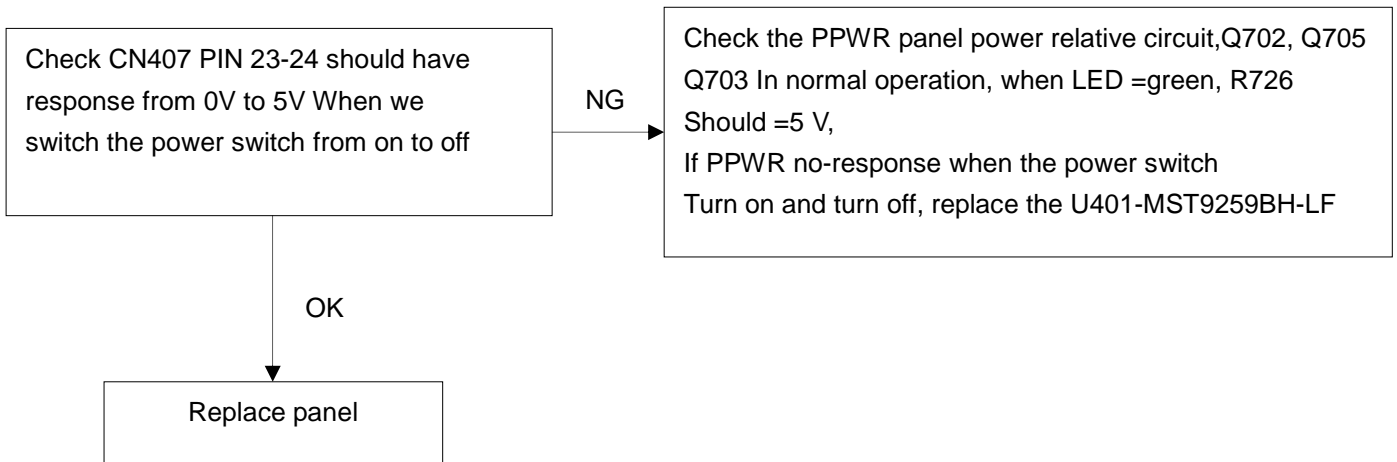 Check CN407 PIN 23-24 should have
response from 0V to 5V When we
switch the power switch from on to off
NG
Check the PPWR panel power relative circuit,Q702, Q705
Q703 In normal operation, when LED =green, R726
Should =5 V,
If PPWR no-response when the power switch
Turn on and turn off, replace the U401-MST9259BH-LF
OK
Replace panel